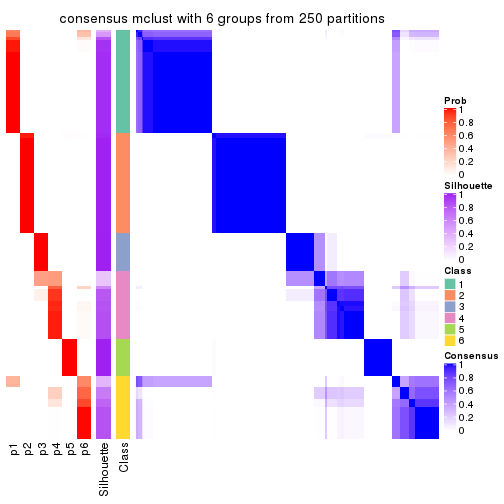 consensus mclust with 6 groups from 250 partitions
Prob
1
0.8
0.6
0.4
0.2
0
Silhouette
1
0.8
0.6
0.4
0.2
0
Class
1
2
3
4
5
6
Consensus
1
0.8
0.6
0.4
0.2
0
p1
p2
p3
p4
p5
p6
Silhouette
Class